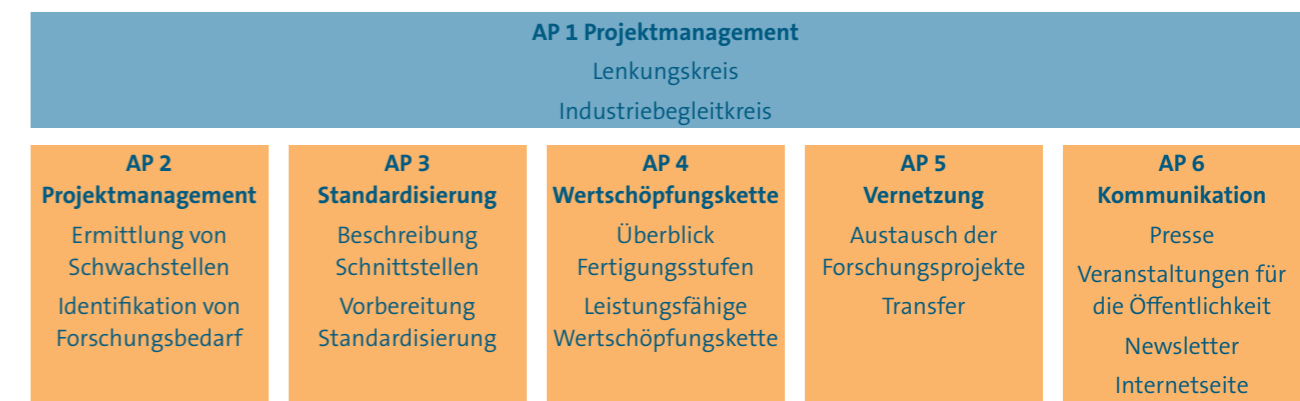 AP 1 Projektmanagement
Lenkungskreis
Industriebegleitkreis
AP 2
Projektmanagement
Ermittlung von
Schwachstellen
Identifikation von
Forschungsbedarf
AP 3
Standardisierung
Beschreibung
Schnittstellen
Vorbereitung
Standardisierung
AP 4
Wertschöpfungskette
Überblick
Fertigungsstufen
Leistungsfähige
Wertschöpfungskette
AP 5
Vernetzung
Austausch der
Forschungsprojekte
Transfer
AP 6
Kommunikation
Presse
Veranstaltungen für
die Öffentlichkeit
Newsletter
Internetseite